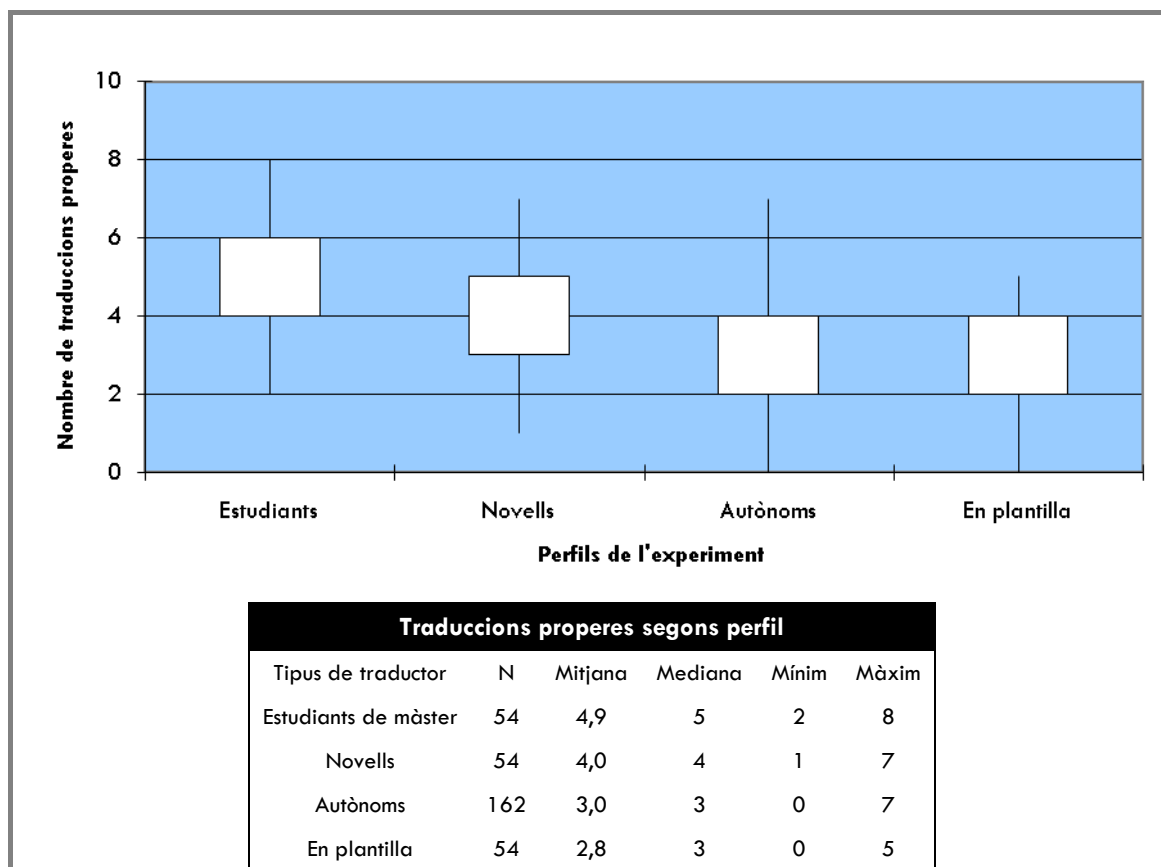 10
8
6
4
2
0
Nombre de traduccions properes
Estudiants Novells Autònoms En plantilla
Perfils de l'experiment
Traduccions properes segons perfil
Tipus de traductor N Mitjana Mediana Mínim Màxim
Estudiants de màster 54 4,9 5 2 8
Novells 54 4,0 4 1 7
Autònoms 162 3,0 3 0 7
En plantilla 54 2,8 3 0 5